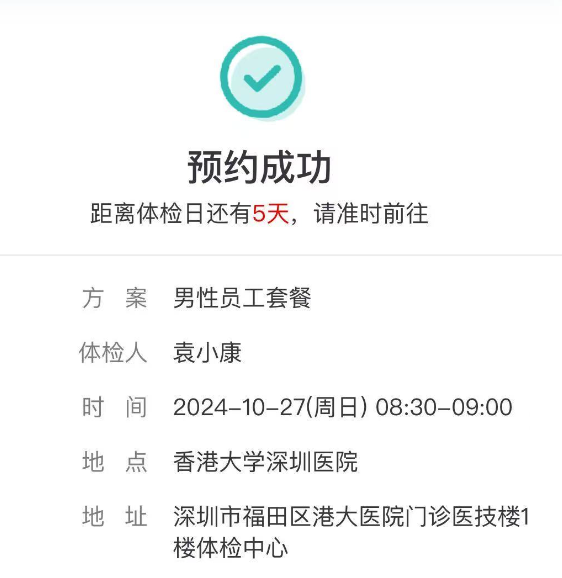 预约成功
距离体检日还有5天，请准时前往
方 案 男性员工套餐
体检人 袁小康
时 间 2024-10-27(周日) 08:30-09:00
地 点 香港大学深圳医院
地 址 深圳市福田区港大医院门诊医技楼1
楼体检中心